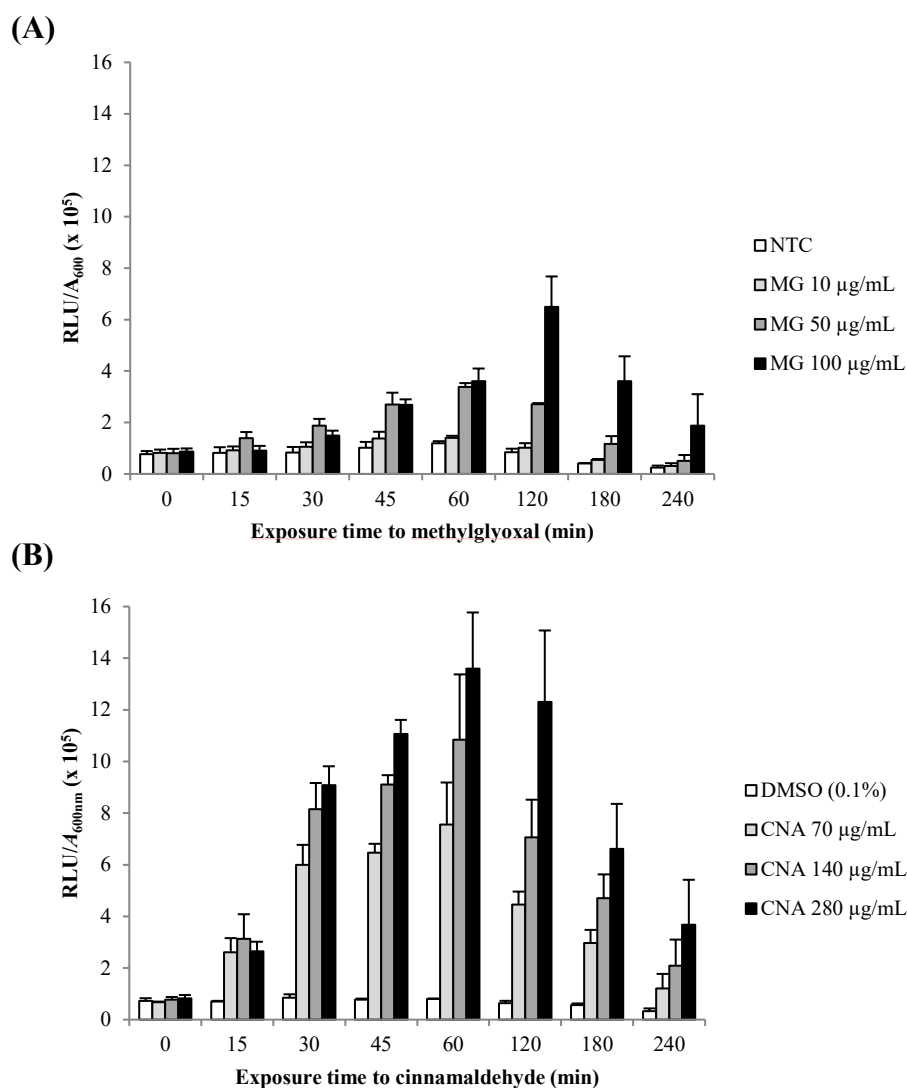 (A)
16
14
12
10
8
6
4
2
0
RLU/A600 (x 10⁵)
0 15 30 45 60 120 180 240
Exposure time to methylglyoxal (min)
NTC
MG 10 µg/mL
MG 50 µg/mL
MG 100 µg/mL
(B)
16
14
12
10
8
6
4
2
0
RLU/A600nm (x 10⁵)
0 15 30 45 60 120 180 240
Exposure time to cinnamaldehyde (min)
DMSO (0.1%)
CNA 70 µg/mL
CNA 140 µg/mL
CNA 280 µg/mL